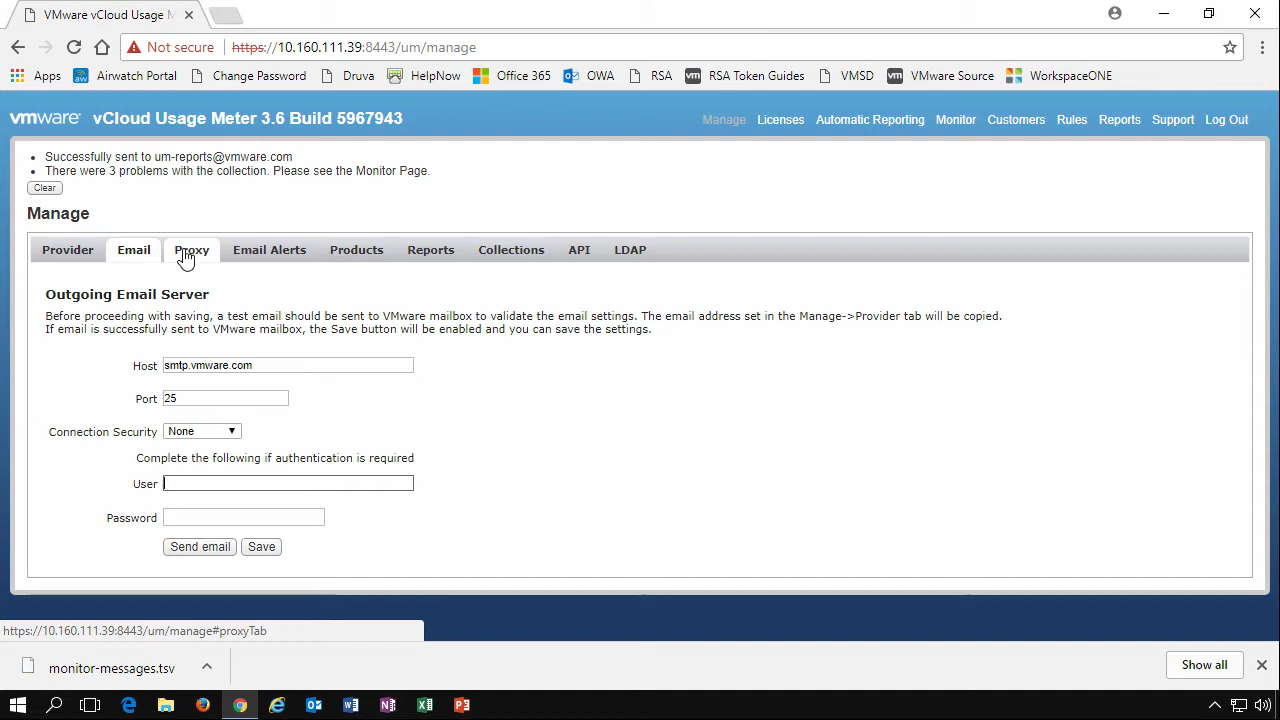 VMware vCloud Usage M
Not secure https://10.160.111.39:8443/um/manage
Apps Airwatch Portal Change Password Druva HelpNow Office 365 OWA RSA RSA Token Guides VMSD VMware Source WorkspaceONE
vmware vCloud Usage Meter 3.6 Build 5967943
Manage Licenses Automatic Reporting Monitor Customers Rules Reports Support Log Out
Successfully sent to um-reports@vmware.com
There were 3 problems with the collection. Please see the Monitor Page.
Clear
Manage
Provider Email Proxy Email Alerts Products Reports Collections API LDAP
Outgoing Email Server
Before proceeding with saving, a test email should be sent to VMware mailbox to validate the email settings. The email address set in the Manage->Provider tab will be copied.
If email is successfully sent to VMware mailbox, the Save button will be enabled and you can save the settings.
Host smtp.vmware.com
Port 25
Connection Security None
Complete the following if authentication is required
User
Password
Send email Save
https://10.160.111.39:8443/um/manage#proxyTab
monitor-messages.tsv Show all